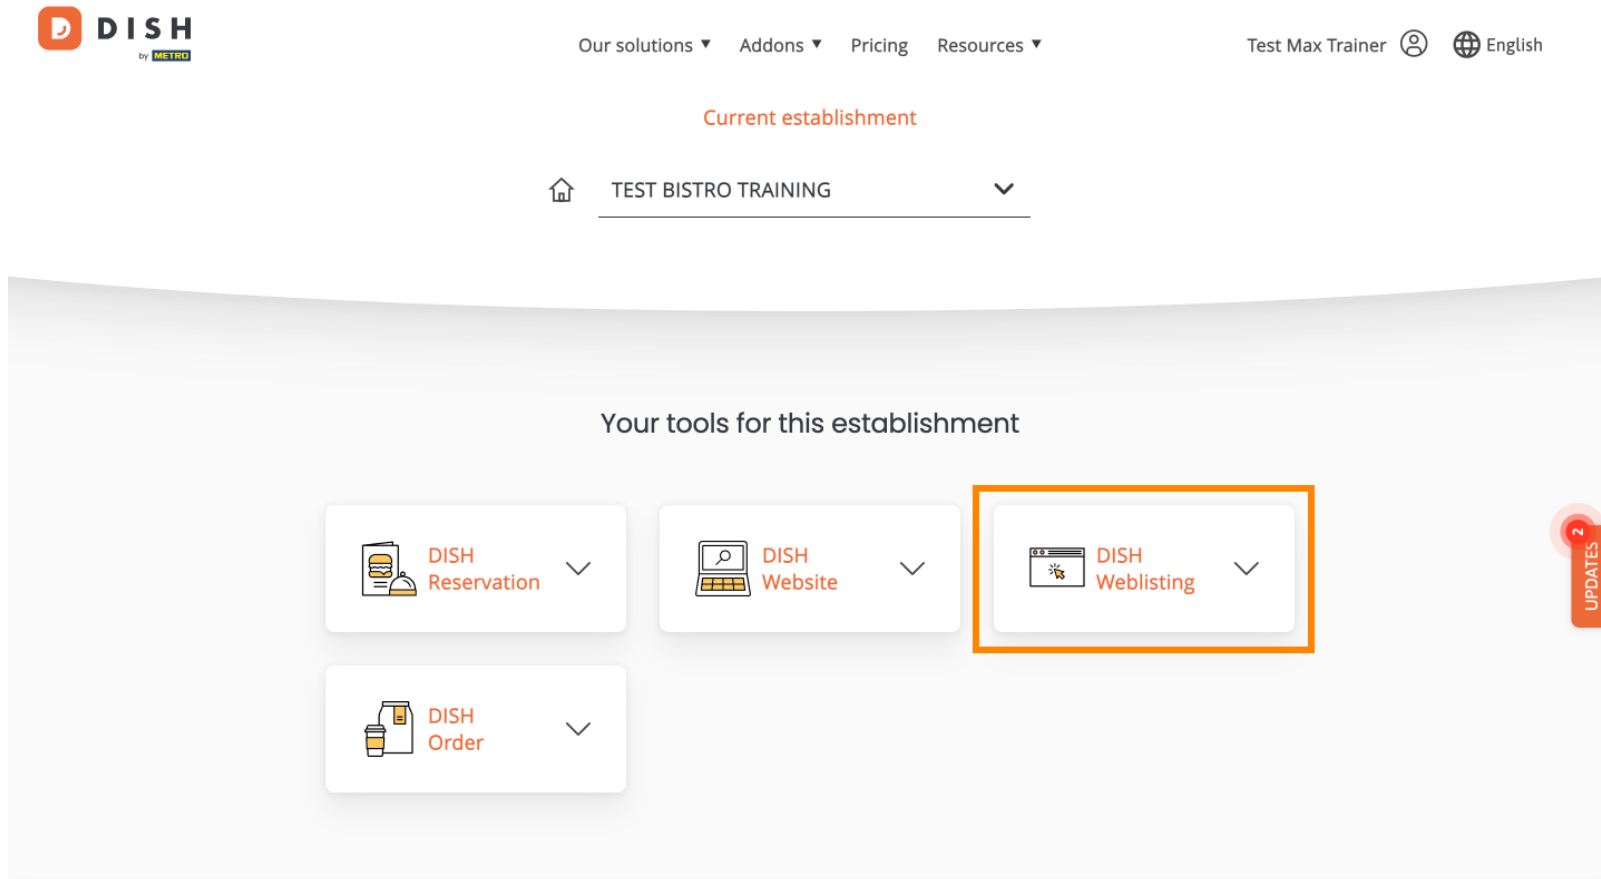 DISH
by METRO
Our solutions ▼ Addons ▼ Pricing Resources ▼
Test Max Trainer
English
Current establishment
TEST BISTRO TRAINING
Your tools for this establishment
DISH
Reservation
DISH
Website
DISH
Weblisting
DISH
Order
2
UPDATES